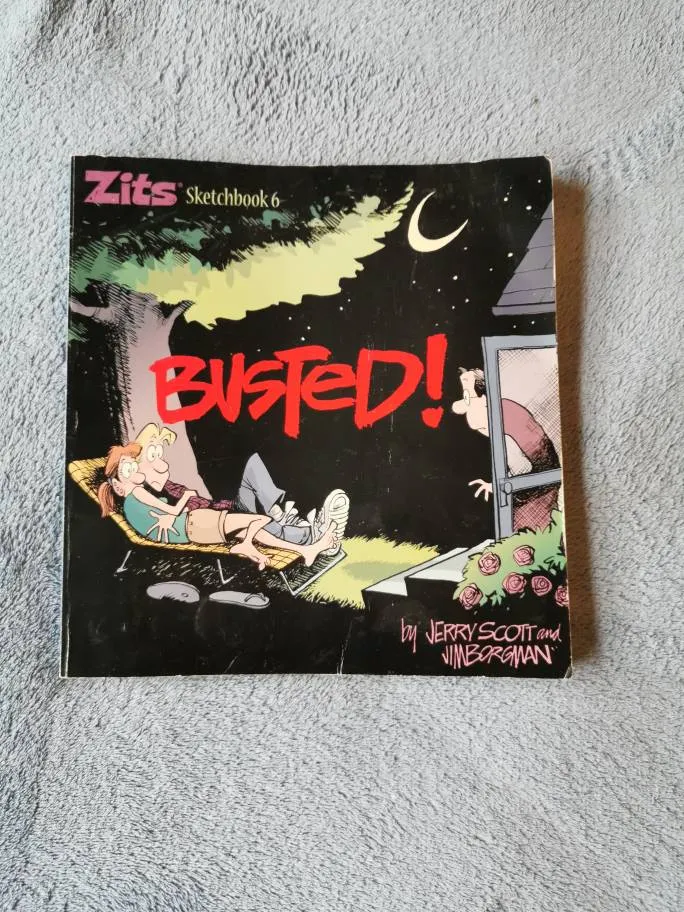 Zits® Sketchbook 6
BUSTeD!
by JERRY SCOTT and
JIM BORGMAN